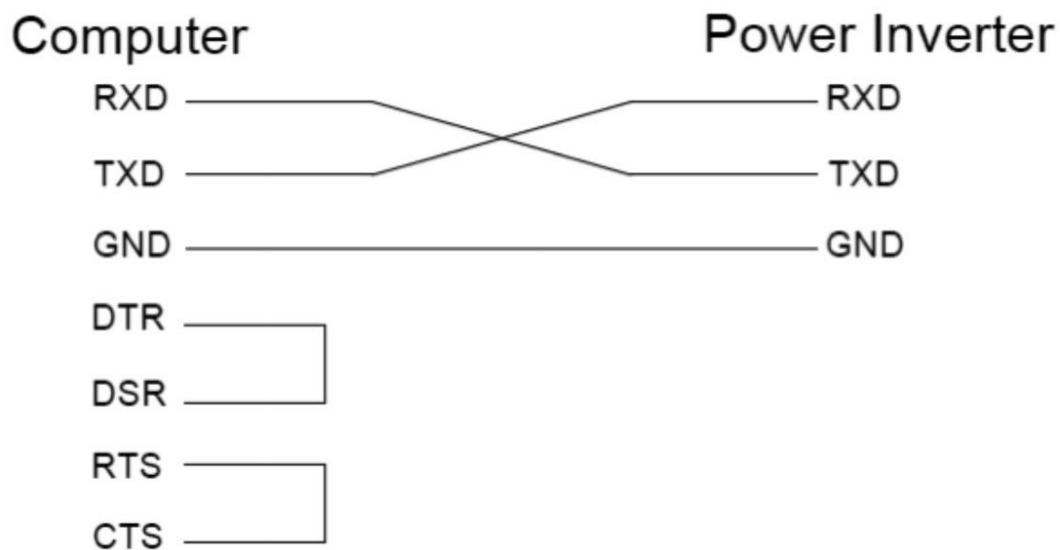 Computer Power Inverter
RXD RXD
TXD TXD
GND GND
DTR
DSR
RTS
CTS